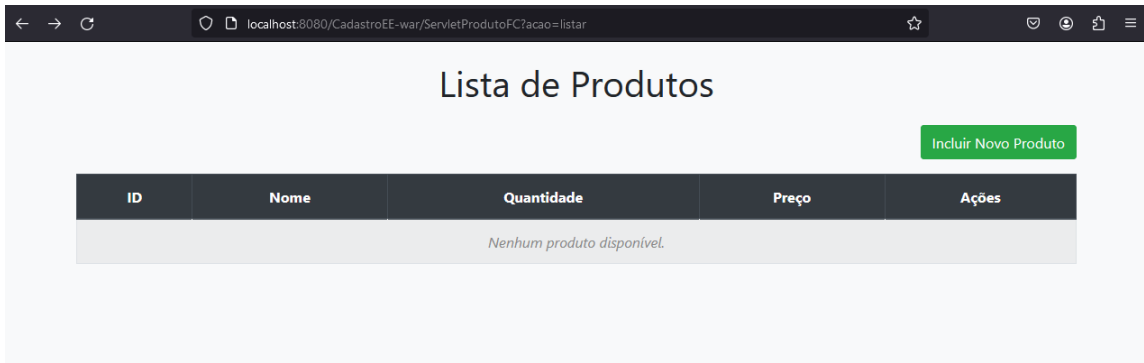 localhost:8080/CadastroEE-war/ServletProdutoFC?acao=listar
Lista de Produtos
Incluir Novo Produto
ID Nome Quantidade Preço Ações
Nenhum produto disponível.